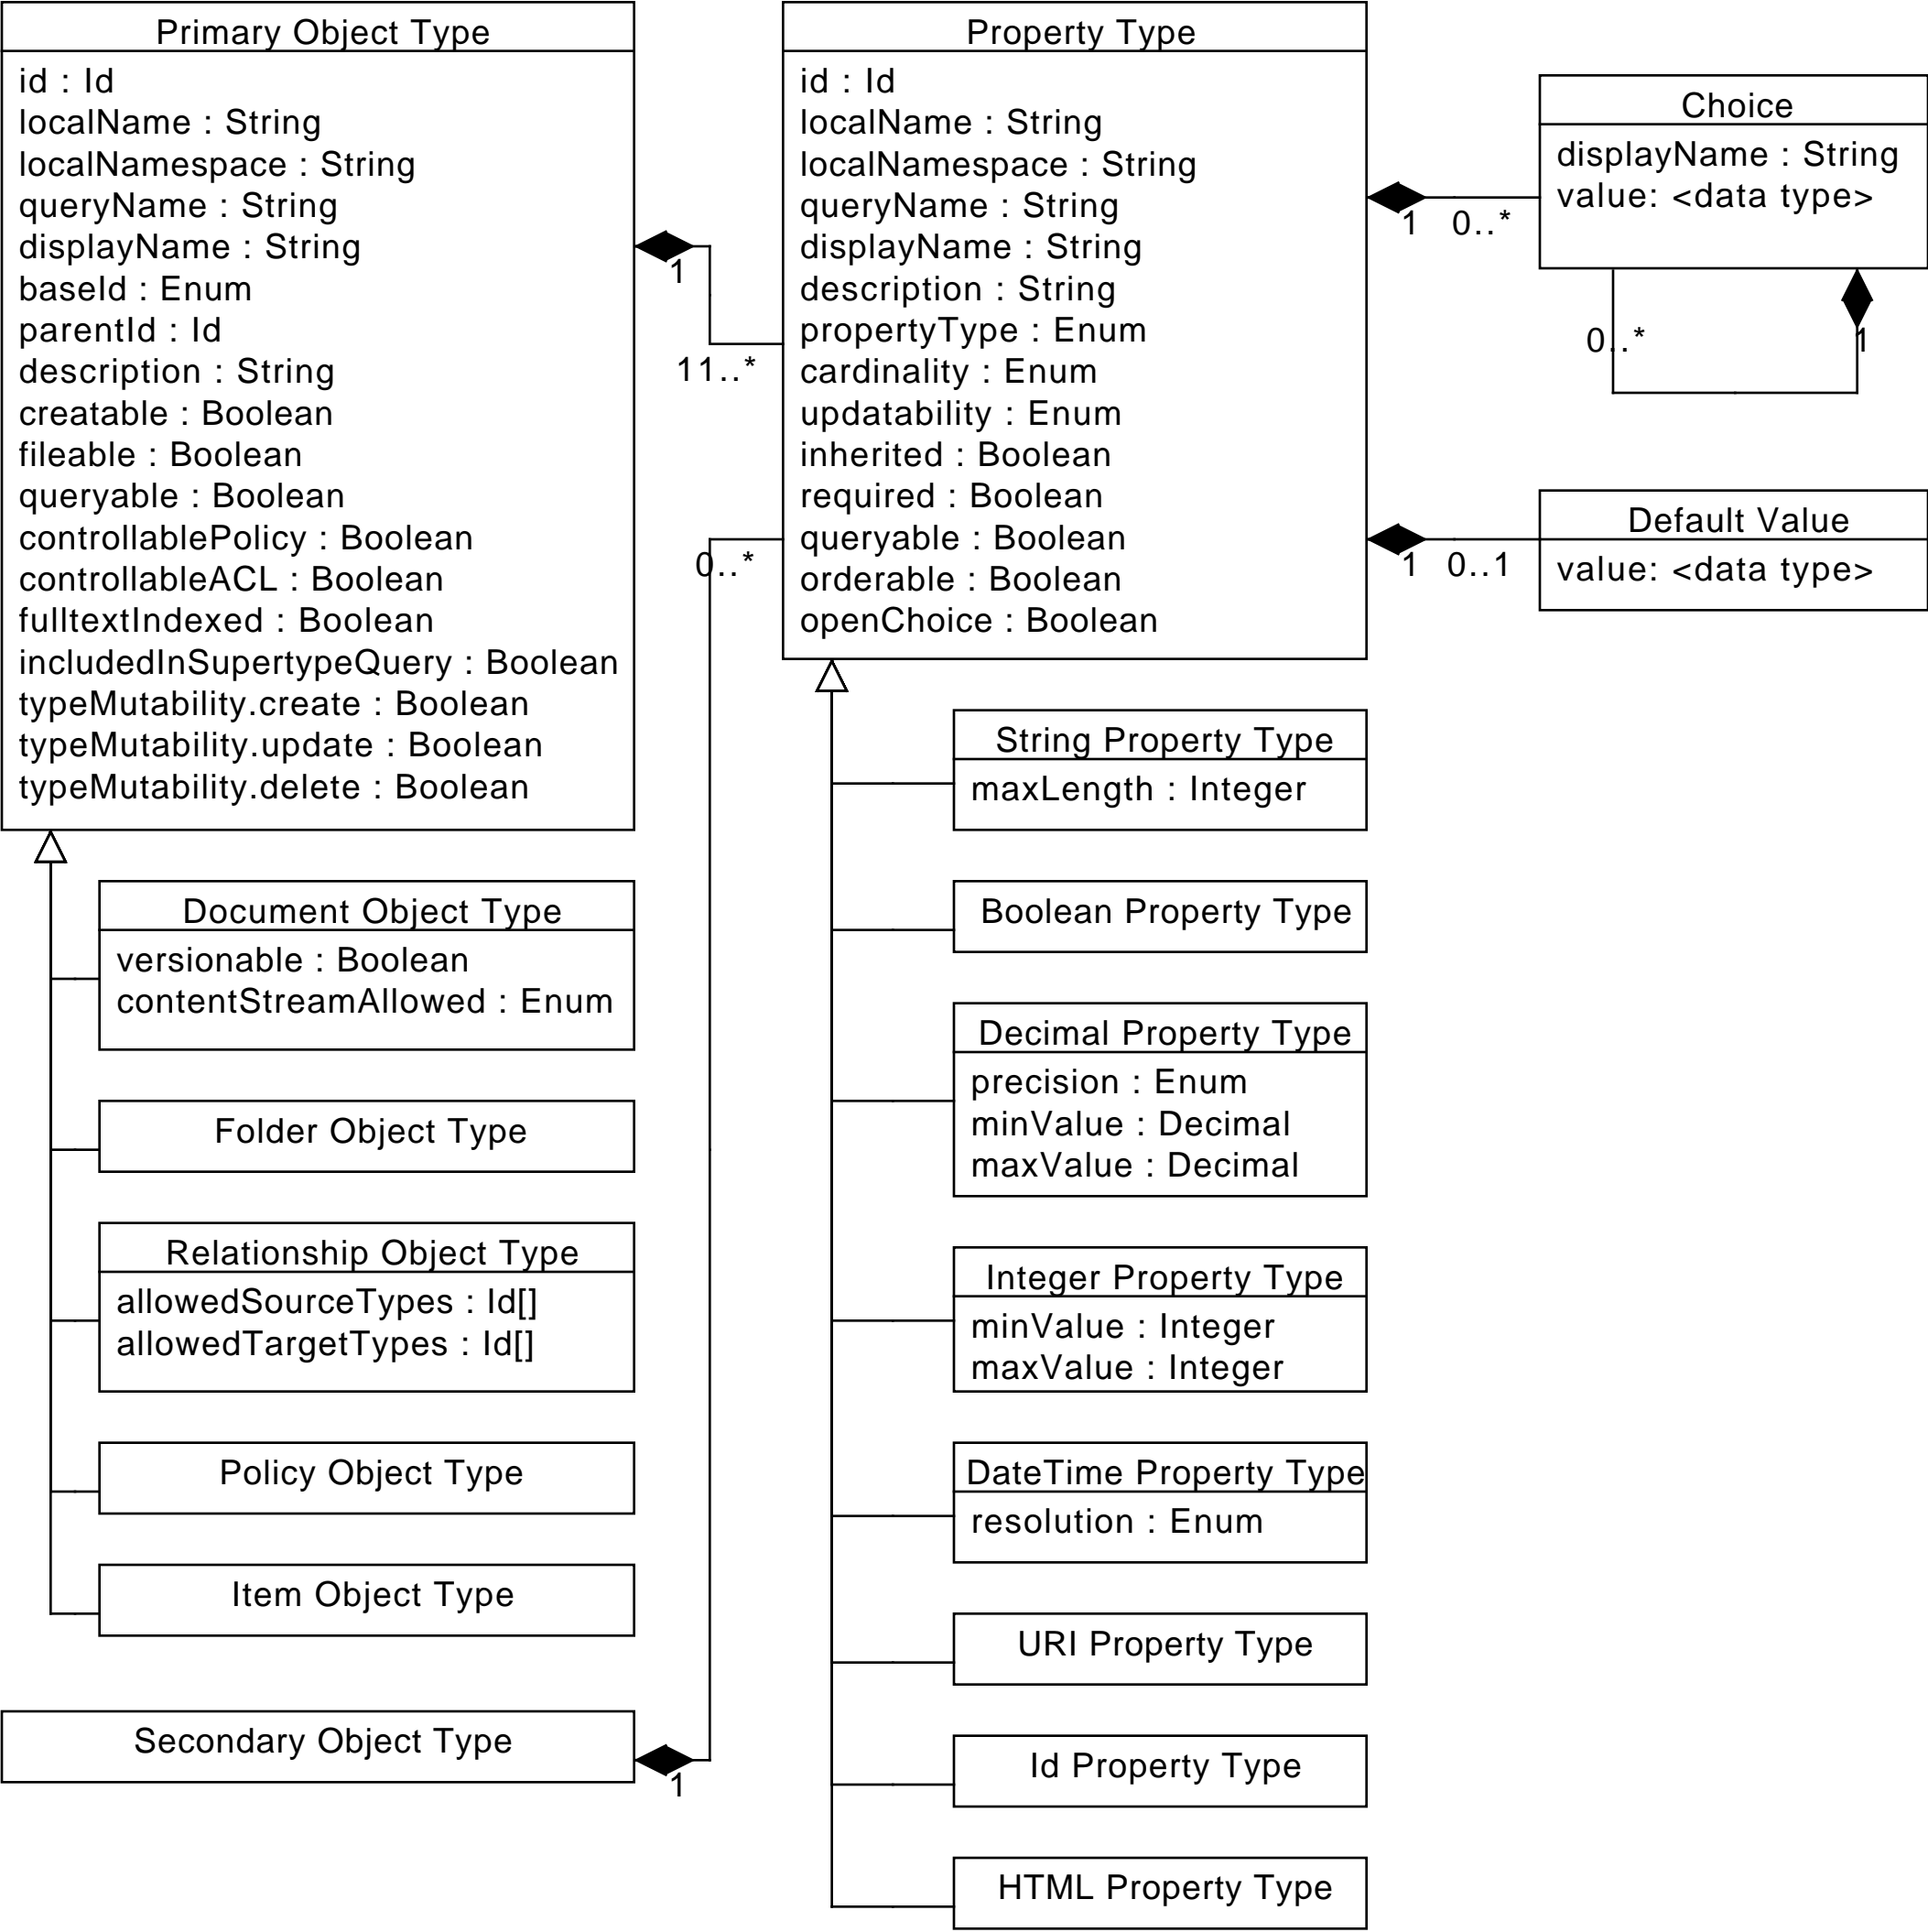 Primary Object Type
id : Id
localName : String
localNamespace : String
queryName : String
displayName : String
baseId : Enum
parentId : Id
description : String
creatable : Boolean
fileable : Boolean
queryable : Boolean
controllablePolicy : Boolean
controllableACL : Boolean
fulltextIndexed : Boolean
includedInSupertypeQuery : Boolean
typeMutability.create : Boolean
typeMutability.update : Boolean
typeMutability.delete : Boolean
1
11..*
Document Object Type
versionable : Boolean
contentStreamAllowed : Enum
Folder Object Type
Relationship Object Type
allowedSourceTypes : Id[]
allowedTargetTypes : Id[]
Policy Object Type
Item Object Type
Secondary Object Type
1
0..*
Property Type
id : Id
localName : String
localNamespace : String
queryName : String
displayName : String
description : String
propertyType : Enum
cardinality : Enum
updatability : Enum
inherited : Boolean
required : Boolean
queryable : Boolean
orderable : Boolean
openChoice : Boolean
String Property Type
maxLength : Integer
Boolean Property Type
Decimal Property Type
precision : Enum
minValue : Decimal
maxValue : Decimal
Integer Property Type
minValue : Integer
maxValue : Integer
DateTime Property Type
resolution : Enum
URI Property Type
Id Property Type
HTML Property Type
1 0..*
Choice
displayName : String
value: <data type>
0..* 1
1 0..1
Default Value
value: <data type>